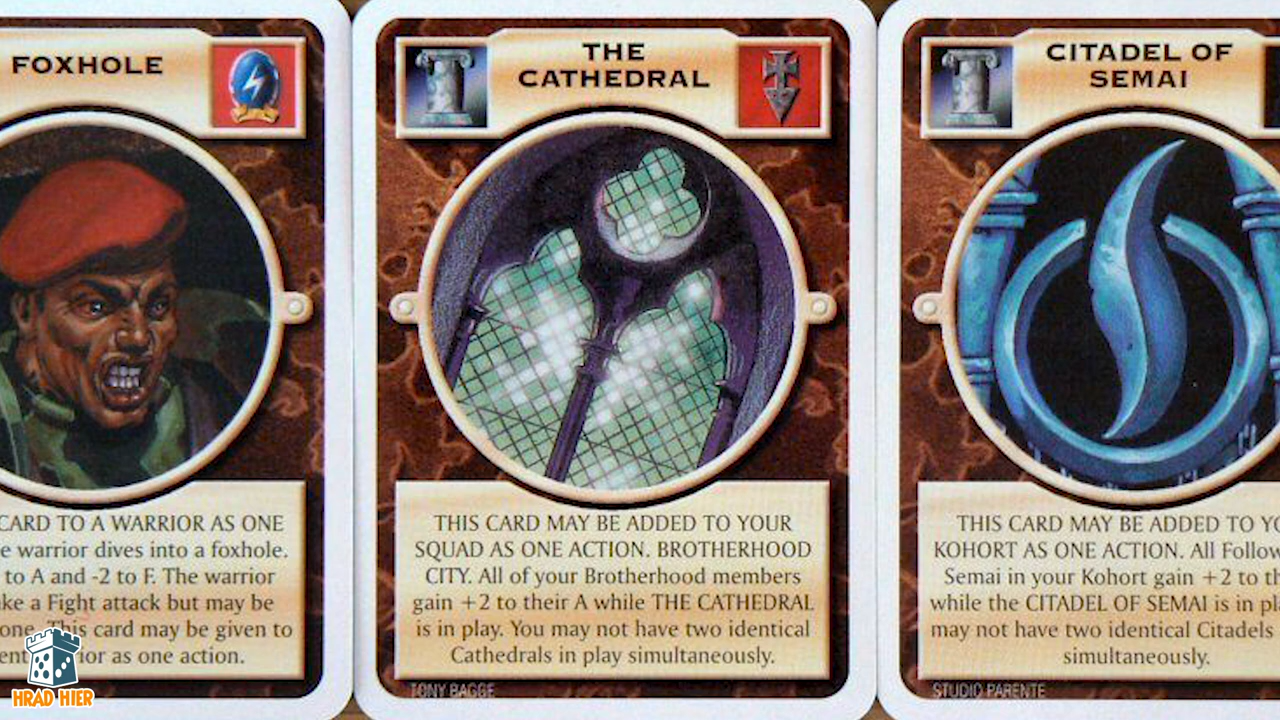 FOXHOLE
CARD TO A WARRIOR AS ONE
e warrior dives into a foxhole.
to A and -2 to F. The warrior
ke a Fight attack but may be
one. This card may be given to
ior as one action.
THE
CATHEDRAL
THIS CARD MAY BE ADDED TO YOUR
SQUAD AS ONE ACTION. BROTHERHOOD
CITY. All of your Brotherhood members
gain +2 to their A while THE CATHEDRAL
is in play. You may not have two identical
Cathedrals in play simultaneously.
TONY BAGGE
CITADEL OF
SEMAI
THIS CARD MAY BE ADDED TO YO
KOHORT AS ONE ACTION. All Follow
Semai in your Kohort gain +2 to th
while the CITADEL OF SEMAI is in pl
may not have two identical Citadels
simultaneously.
STUDIO PARENTE
HRAD HIER